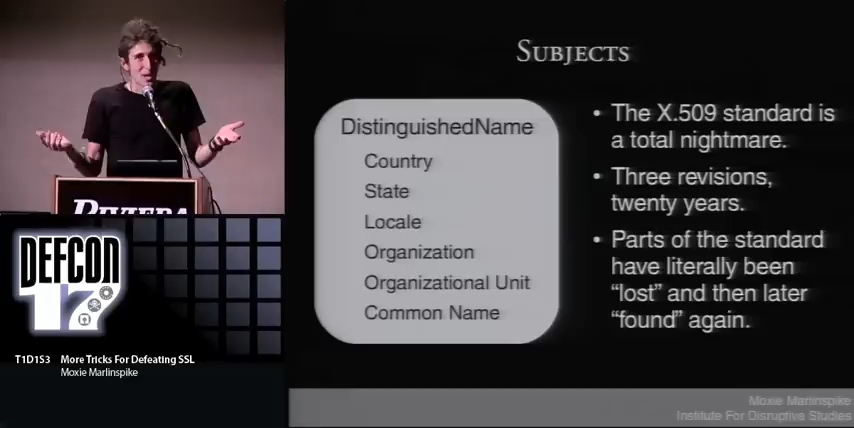 SUBJECTS
DistinguishedName
Country
State
Locale
Organization
Organizational Unit
Common Name
• The X.509 standard is
a total nightmare.
• Three revisions,
twenty years.
• Parts of the standard
have literally been
“lost” and then later
“found” again.
RIVIERA
DEFCON
17
T1D1S3 More Tricks For Defeating SSL
Moxie Marlinspike
Moxie Marlinspike
Institute For Disruptive Studies